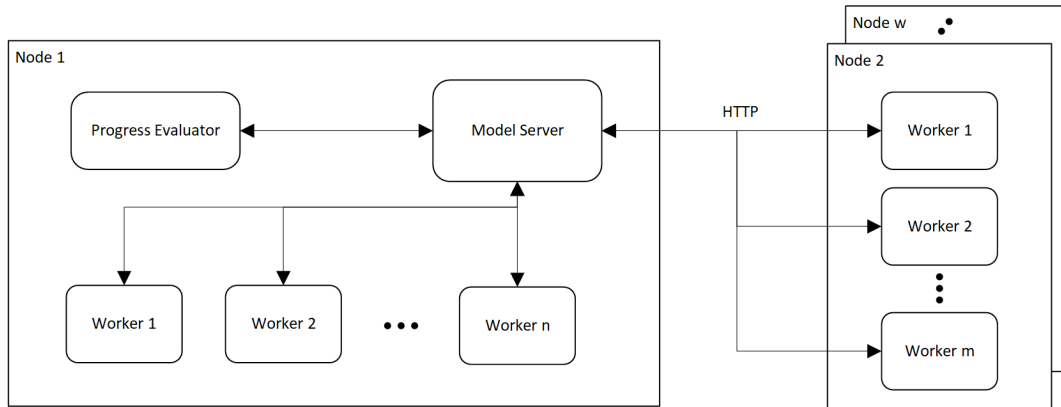 Node 1
Progress Evaluator
Model Server
Worker 1
Worker 2
Worker n
HTTP
Node w
Node 2
Worker 1
Worker 2
Worker m